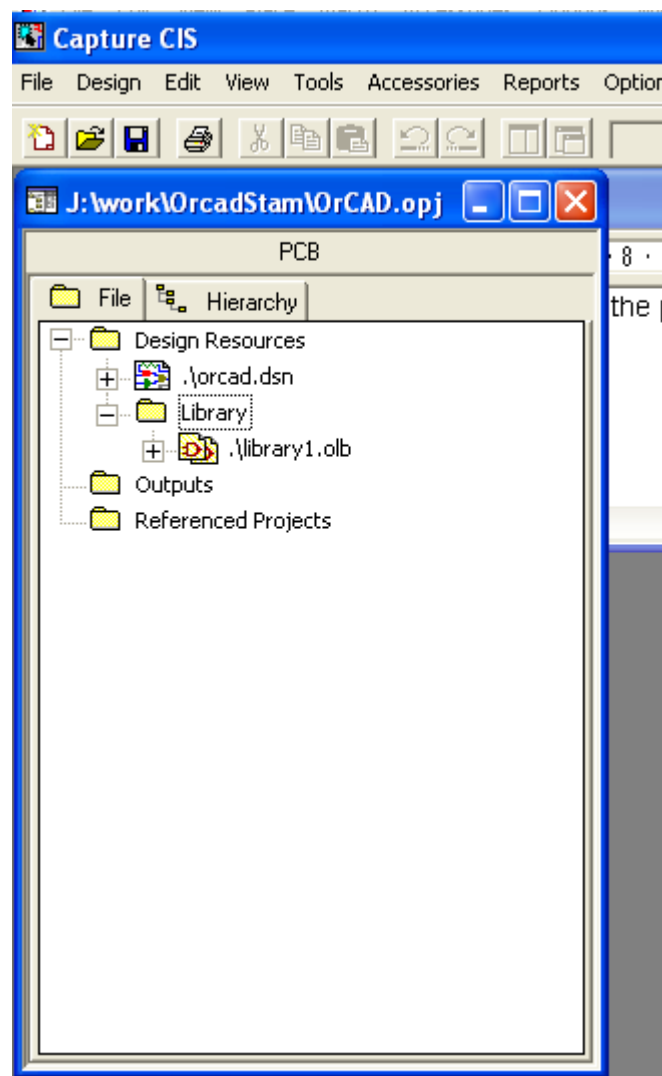 Capture CIS
File Design Edit View Tools Accessories Reports
J:\work\OrcadStam\OrCAD.opj
PCB
8
File Hierarchy
the
Design Resources
.\orcad.dsn
Library
.\library1.olb
Outputs
Referenced Projects